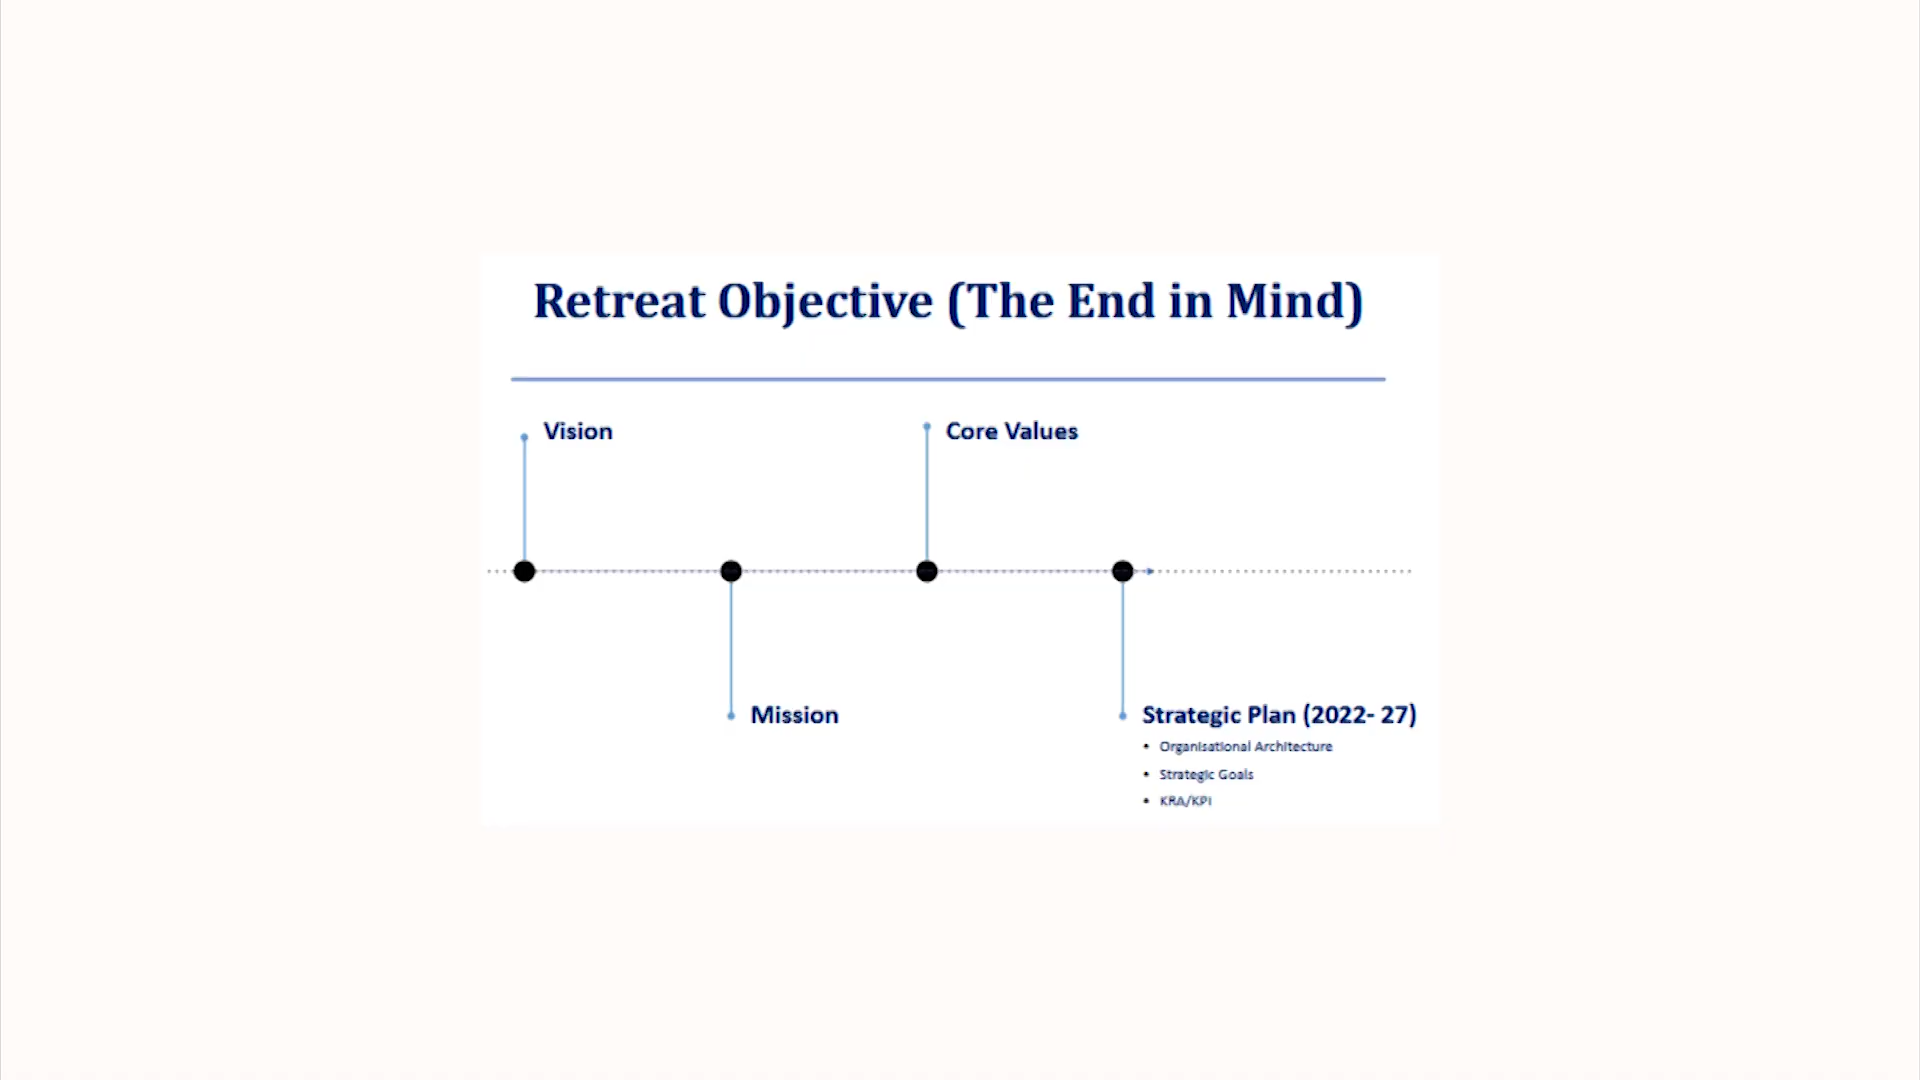 Retreat Objective (The End in Mind)
Vision
Core Values
Mission
Strategic Plan (2022- 27)
• Organisational Architecture
• Strategic Goals
• KRA/KPI